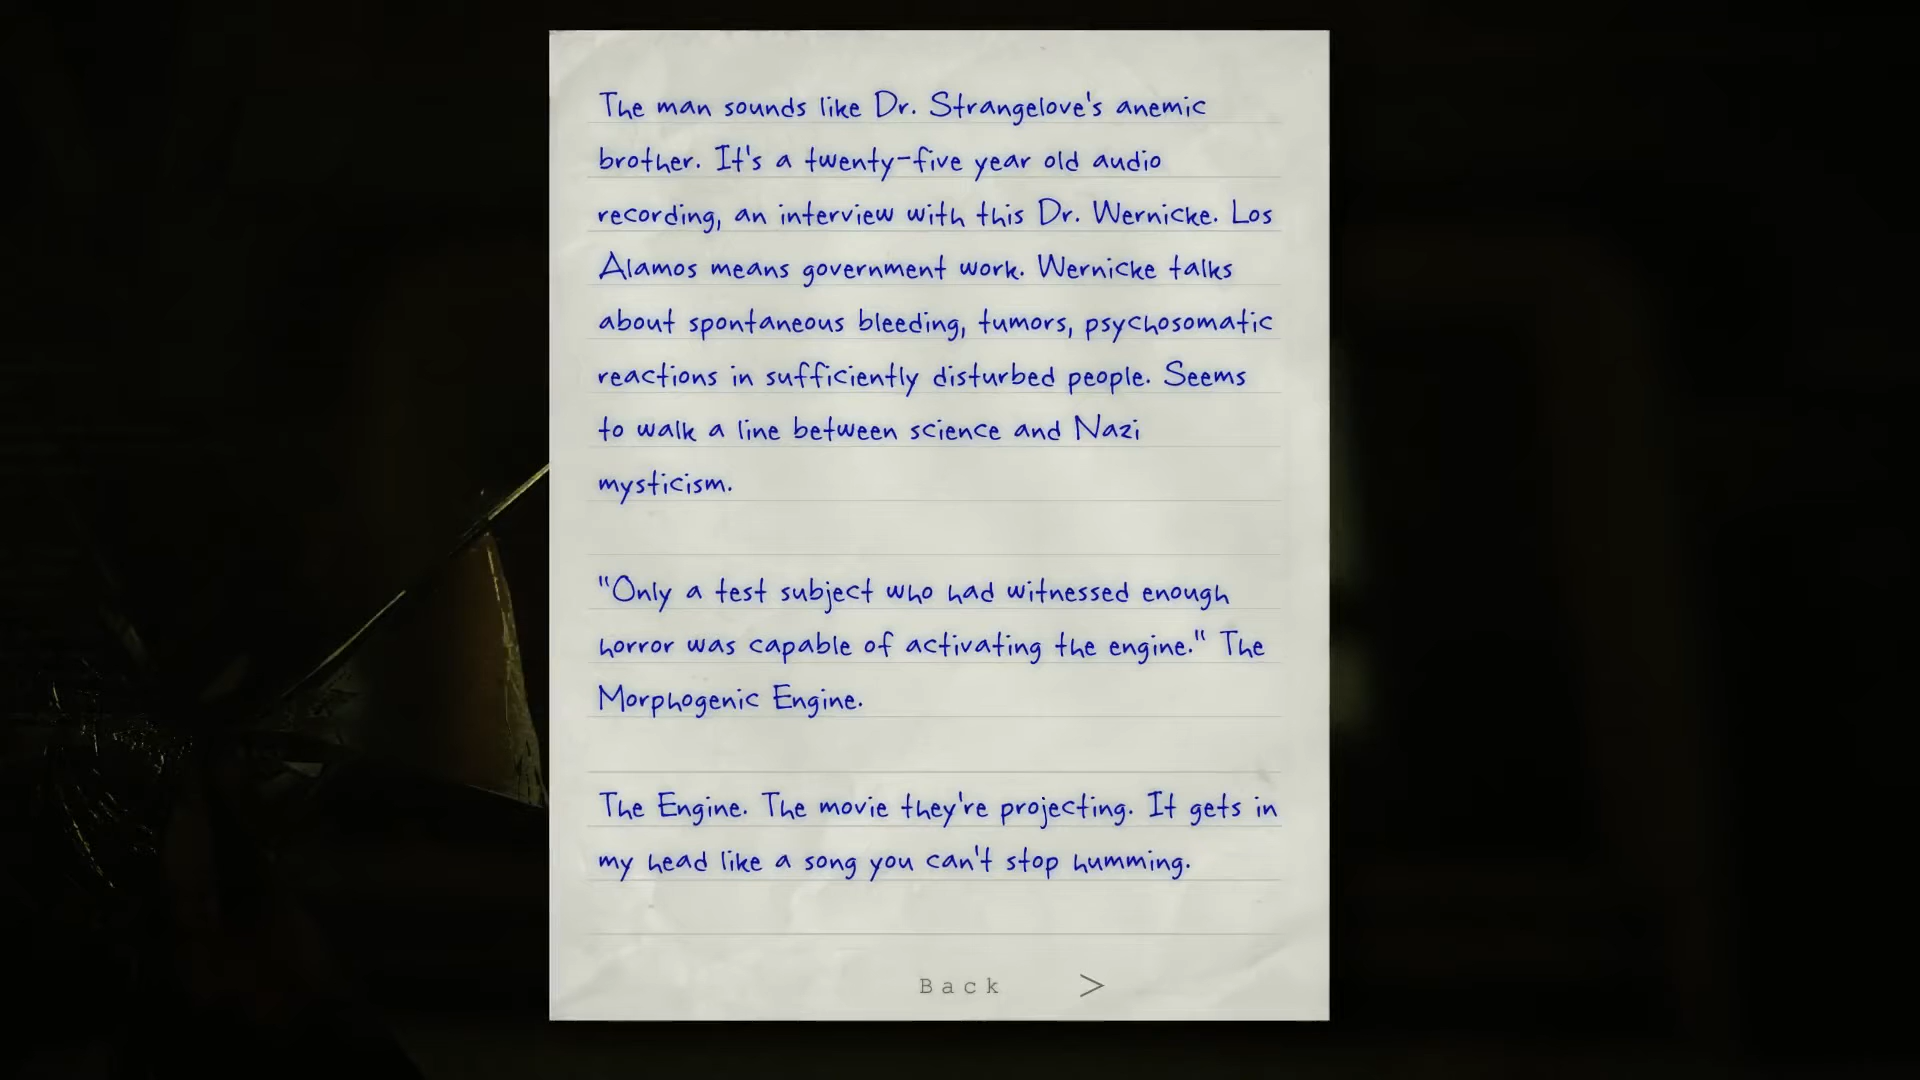 The man sounds like Dr. Strangelove's anemic
brother. It's a twenty-five year old audio
recording, an interview with this Dr. Wernicke. Los
Alamos means government work. Wernicke talks
about spontaneous bleeding, tumors, psychosomatic
reactions in sufficiently disturbed people. Seems
to walk a line between science and Nazi
mysticism.
"Only a test subject who had witnessed enough
horror was capable of activating the engine." The
Morphogenic Engine.
The Engine. The movie they're projecting. It gets in
my head like a song you can't stop humming.
Back >